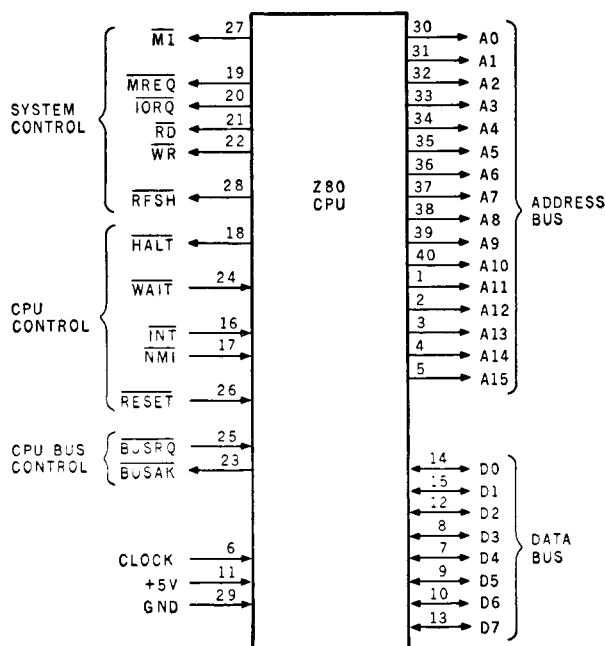 27
M1
19
MREQ
20
IORQ
21
RD
22
WR
28
RFSH
SYSTEM
CONTROL
18
HALT
24
WAIT
16
INT
17
NMI
26
RESET
CPU
CONTROL
25
BUSRQ
23
BUSAK
CPU BUS
CONTROL
6
CLOCK
11
+5V
29
GND
Z80
CPU
30
A0
31
A1
32
A2
33
A3
34
A4
35
A5
36
A6
37
A7
38
A8
39
A9
40
A10
1
A11
2
A12
3
A13
4
A14
5
A15
ADDRESS
BUS
14
D0
15
D1
12
D2
8
D3
7
D4
9
D5
10
D6
13
D7
DATA
BUS